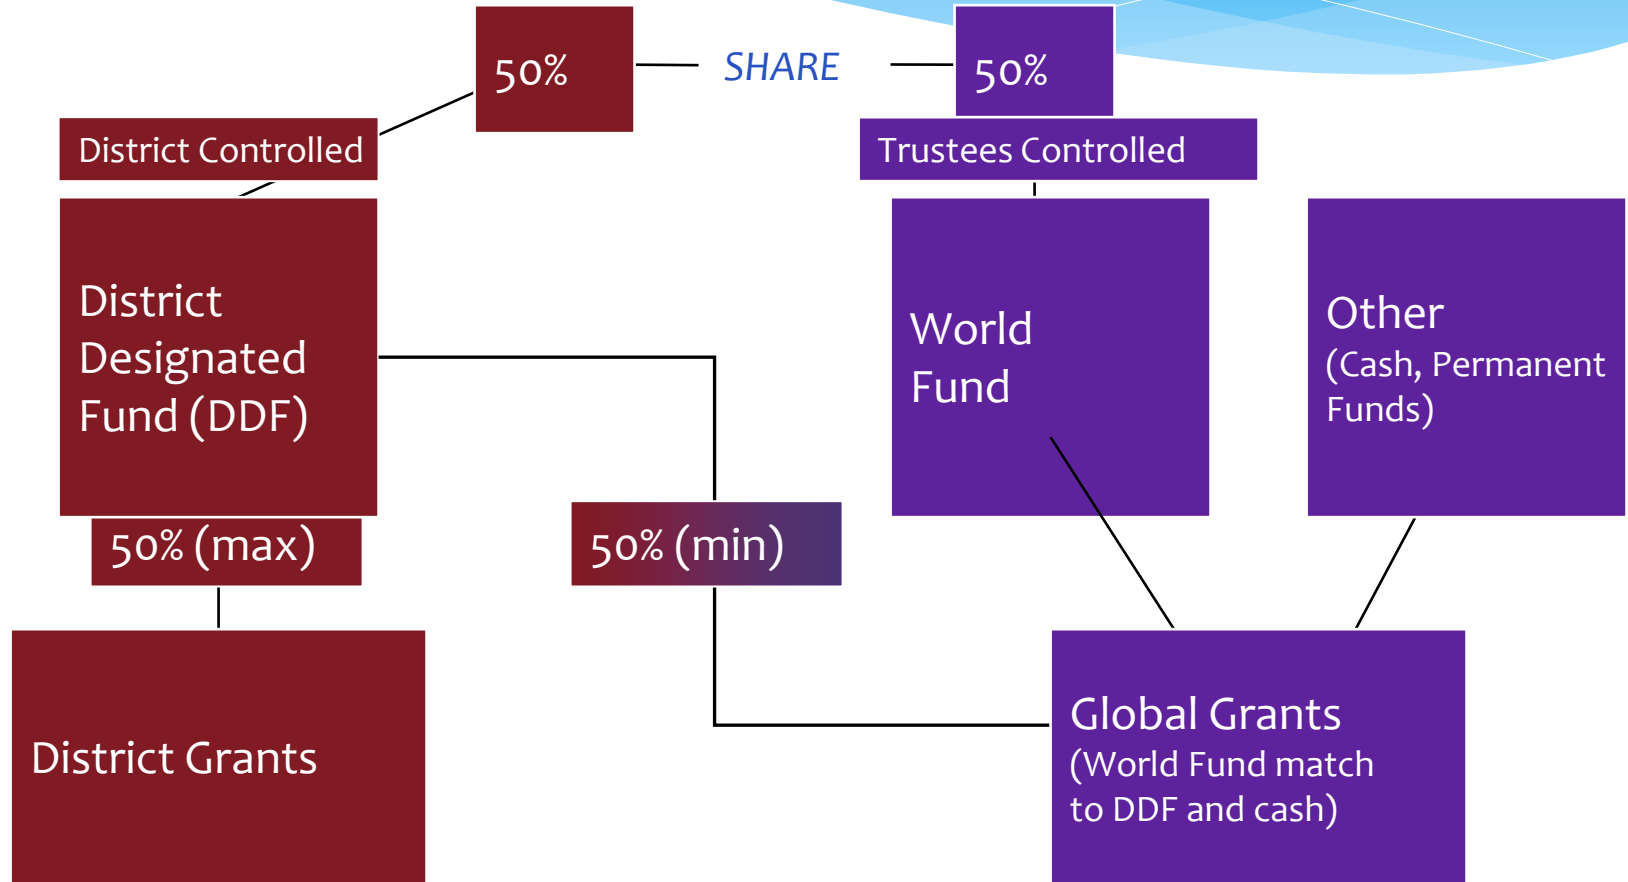 50%
SHARE
50%
District Controlled
Trustees Controlled
District
Designated
Fund (DDF)
World
Fund
Other
(Cash, Permanent
Funds)
50% (max)
50% (min)
District Grants
Global Grants
(World Fund match
to DDF and cash)